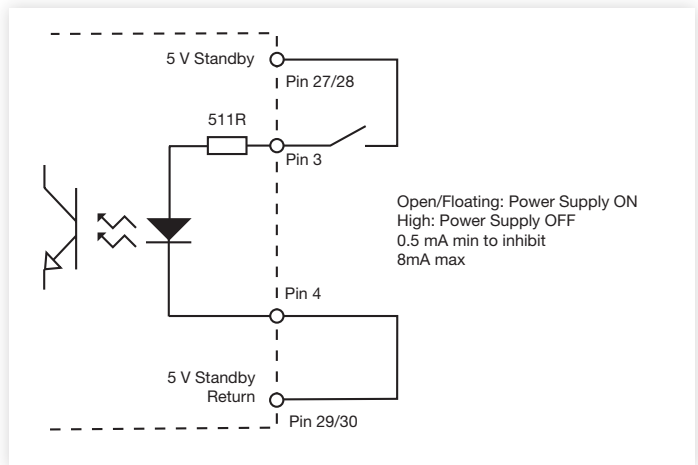 5 V Standby
Pin 27/28
511R
Pin 3
Open/Floating: Power Supply ON
High: Power Supply OFF
0.5 mA min to inhibit
8mA max
Pin 4
5 V Standby
Return
Pin 29/30